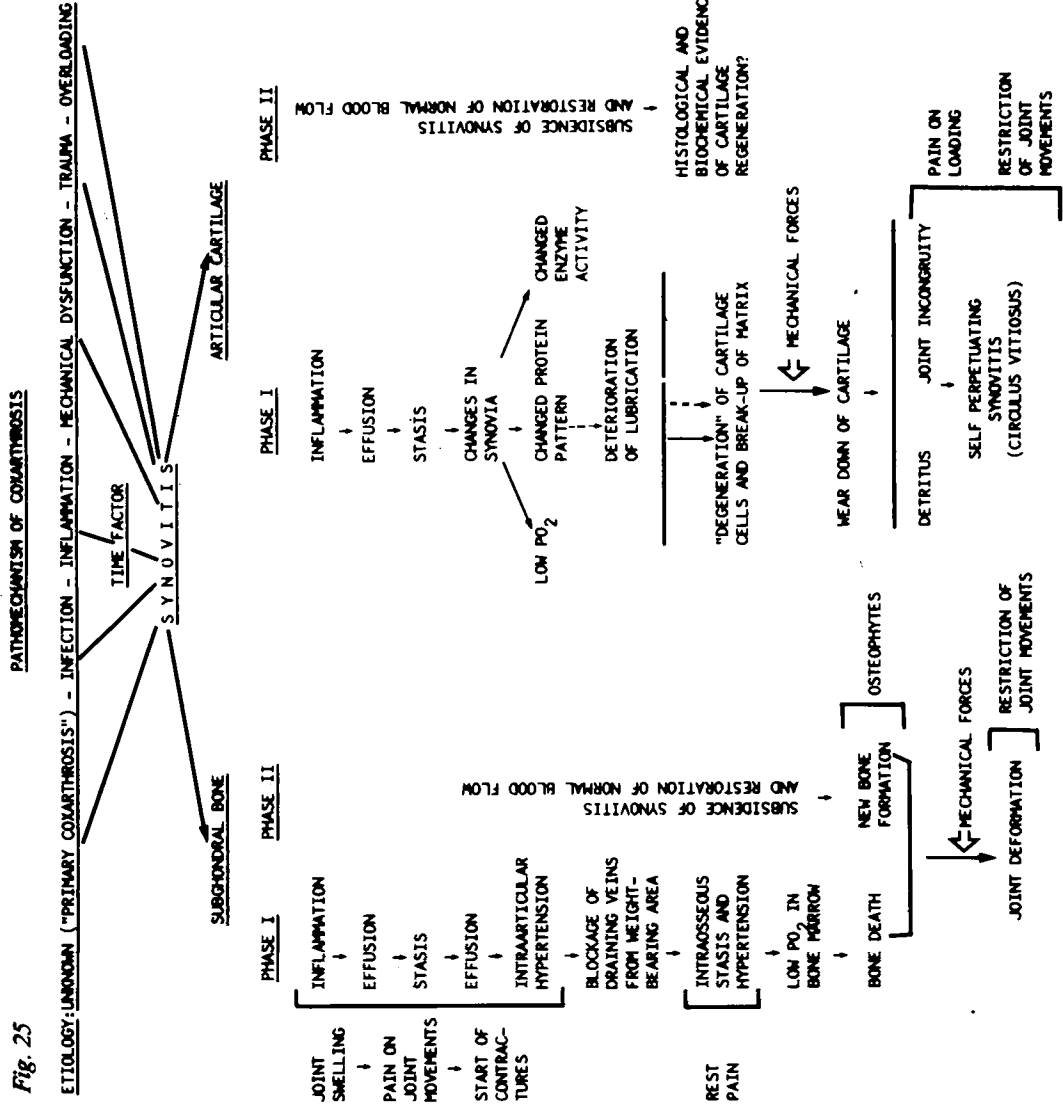 Fig. 25
PATHOMECHANISM OF COXARTHROSIS
ETIOLOGY:UNKNOWN ("PRIMARY COXARTHROSIS") - INFECTION - INFLAMMATION - MECHANICAL DYSFUNCTION - TRAUMA - OVERLOADING
TIME FACTOR
SYNOVITIS
SUBCHONDRAL BONE
ARTICULAR CARTILAGE
PHASE I
PHASE II
JOINT
SWELLING
PAIN ON
JOINT
MOVEMENTS
START OF
CONTRAC-
TURES
REST
PAIN
INFLAMMATION
EFFUSION
STASIS
EFFUSION
INTRAARTICULAR
HYPERTENSION
BLOCKAGE OF
DRAINING VEINS
FROM WEIGHT-
BEARING AREA
INTRAOSSEOUS
STASIS AND
HYPERTENSION
LOW PO2 IN
BONE MARROW
BONE DEATH
SUBSIDENCE OF SYNOVITIS
AND RESTORATION OF NORMAL BLOOD FLOW
NEW BONE
FORMATION
OSTEOPHYTES
MECHANICAL FORCES
JOINT DEFORMATION
RESTRICTION OF
JOINT MOVEMENTS
PHASE I
PHASE II
INFLAMMATION
EFFUSION
STASIS
CHANGES IN
SYNOVIA
LOW PO2
CHANGED PROTEIN
PATTERN
CHANGED
ENZYME
ACTIVITY
DETERIORATION
OF LUBRICATION
"DEGENERATION" OF CARTILAGE
CELLS AND BREAK-UP OF MATRIX
MECHANICAL FORCES
WEAR DOWN OF CARTILAGE
DETRITUS
JOINT INCONGRUITY
SELF PERPETUATING
SYNOVITIS
(CIRCULUS VITIOSUS)
PAIN ON
LOADING
RESTRICTION
OF JOINT
MOVEMENTS
SUBSIDENCE OF SYNOVITIS
AND RESTORATION OF NORMAL BLOOD FLOW
HISTOLOGICAL AND
BIOCHEMICAL EVIDENC
OF CARTILAGE
REGENERATION?